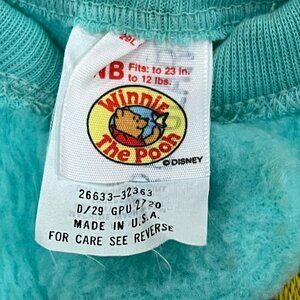 NB Fits: to 23 in.
to 12 lbs.
Winnie
The Pooh
© DISNEY
26633-32363
D/29 GPU 2720
MADE IN U.S.A.
FOR CARE SEE REVERSE